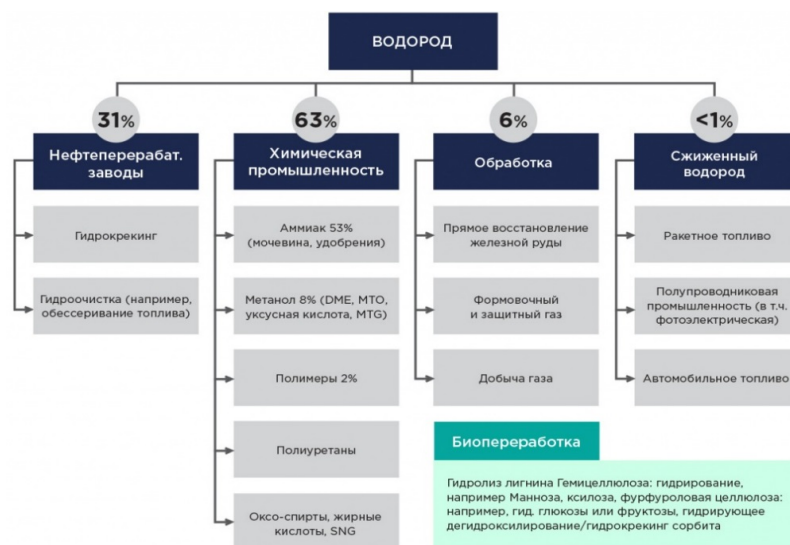 ВОДОРОД
31%
Нефтеперерабат.
заводы
Гидрокрекинг
Гидроочистка (например,
обессеривание топлива)
63%
Химическая
промышленность
Аммиак 53%
(мочевина, удобрения)
Метанол 8% (DME, MTO,
уксусная кислота, MTG)
Полимеры 2%
Полиуретаны
Оксо-спирты, жирные
кислоты, SNG
6%
Обработка
Прямое восстановление
железной руды
Формовочный
и защитный газ
Добыча газа
<1%
Сжиженный
водород
Ракетное топливо
Полупроводниковая
промышленность (в т.ч.
фотоэлектрическая)
Автомобильное топливо
Биопереработка
Гидролиз лигнина Гемицеллюлоза: гидрирование,
например Манноза, ксилоза, фурфуроловая целлюлоза:
например, гид. глюкозы или фруктозы, гидрирующее
дегидроксилирование/гидрокрекинг сорбита